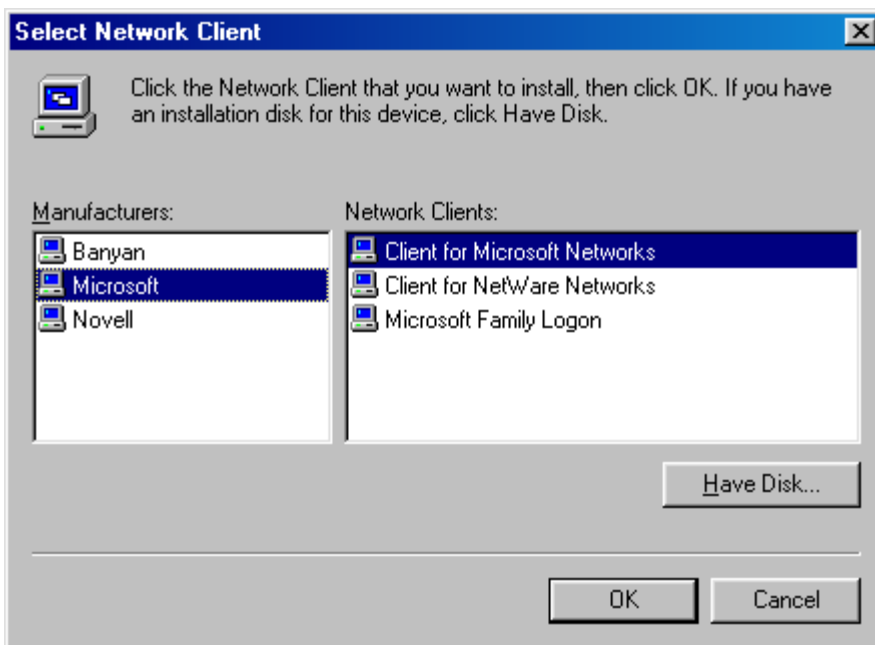 Select Network Client
Click the Network Client that you want to install, then click OK. If you have
an installation disk for this device, click Have Disk.
Manufacturers:
Banyan
Microsoft
Novell
Network Clients:
Client for Microsoft Networks
Client for NetWare Networks
Microsoft Family Logon
Have Disk...
OK
Cancel